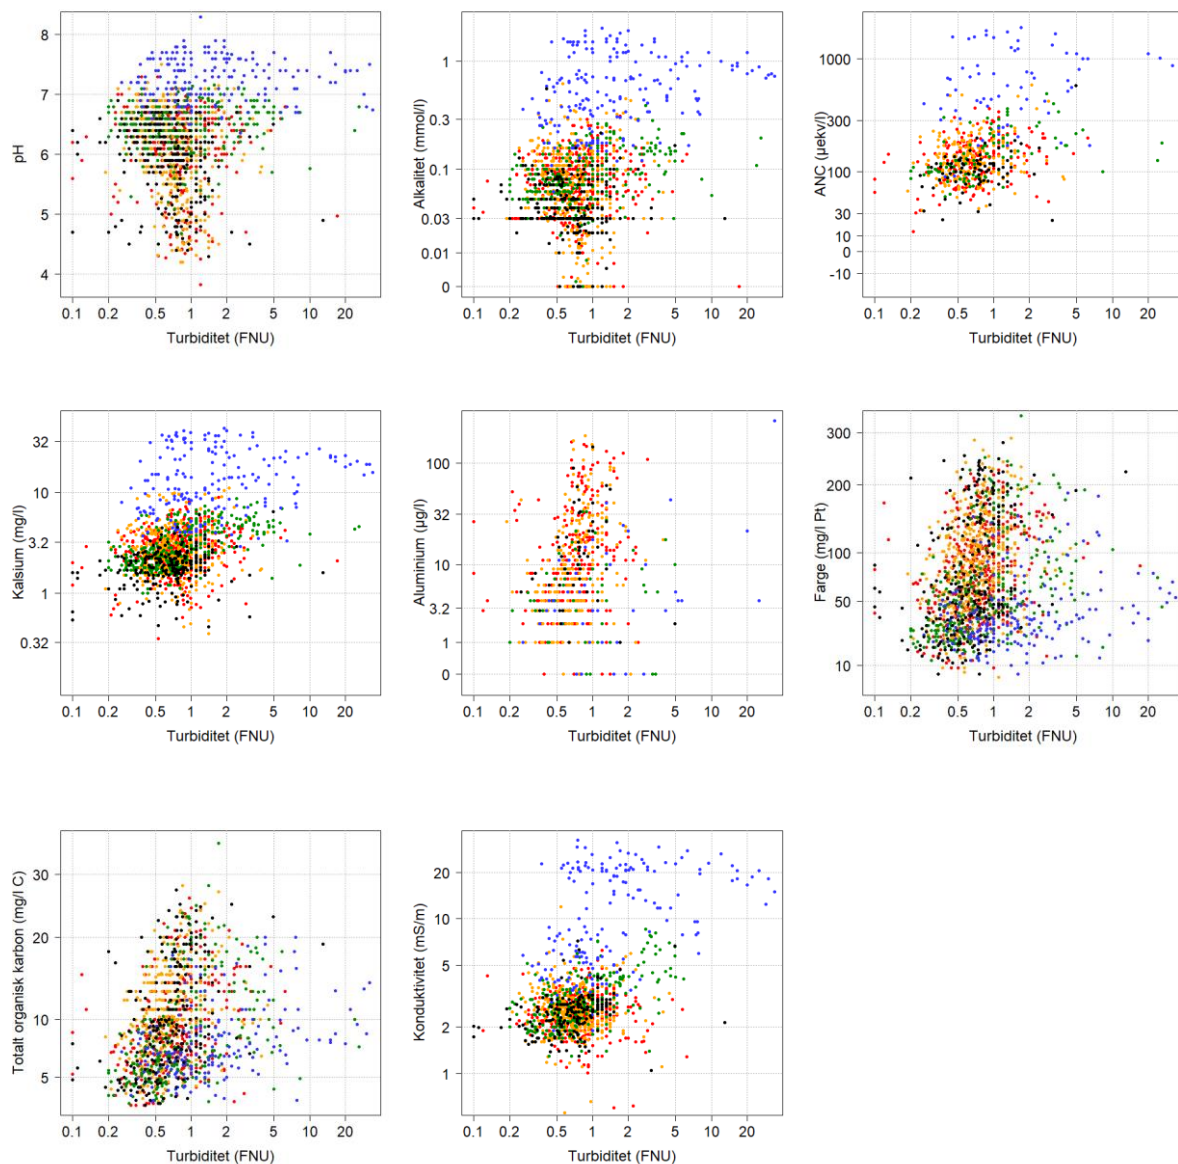 8
7
6
5
4
pH
0.1 0.2 0.5 1 2 5 10 20
Turbiditet (FNU)
1
0.3
0.1
0.03
0.01
0
Alkalitet (mmol/l)
0.1 0.2 0.5 1 2 5 10 20
Turbiditet (FNU)
1000
300
100
30
10
0
-10
ANC (µekv/l)
0.1 0.2 0.5 1 2 5 10 20
Turbiditet (FNU)
32
10
3.2
1
0.32
Kalsium (mg/l)
0.1 0.2 0.5 1 2 5 10 20
Turbiditet (FNU)
100
32
10
3.2
1
0
Aluminium (µg/l)
0.1 0.2 0.5 1 2 5 10 20
Turbiditet (FNU)
300
200
100
50
10
Farge (mg/l Pt)
0.1 0.2 0.5 1 2 5 10 20
Turbiditet (FNU)
30
20
10
5
Totalt organisk karbon (mg/l C)
0.1 0.2 0.5 1 2 5 10 20
Turbiditet (FNU)
20
10
5
2
1
Konduktivitet (mS/m)
0.1 0.2 0.5 1 2 5 10 20
Turbiditet (FNU)